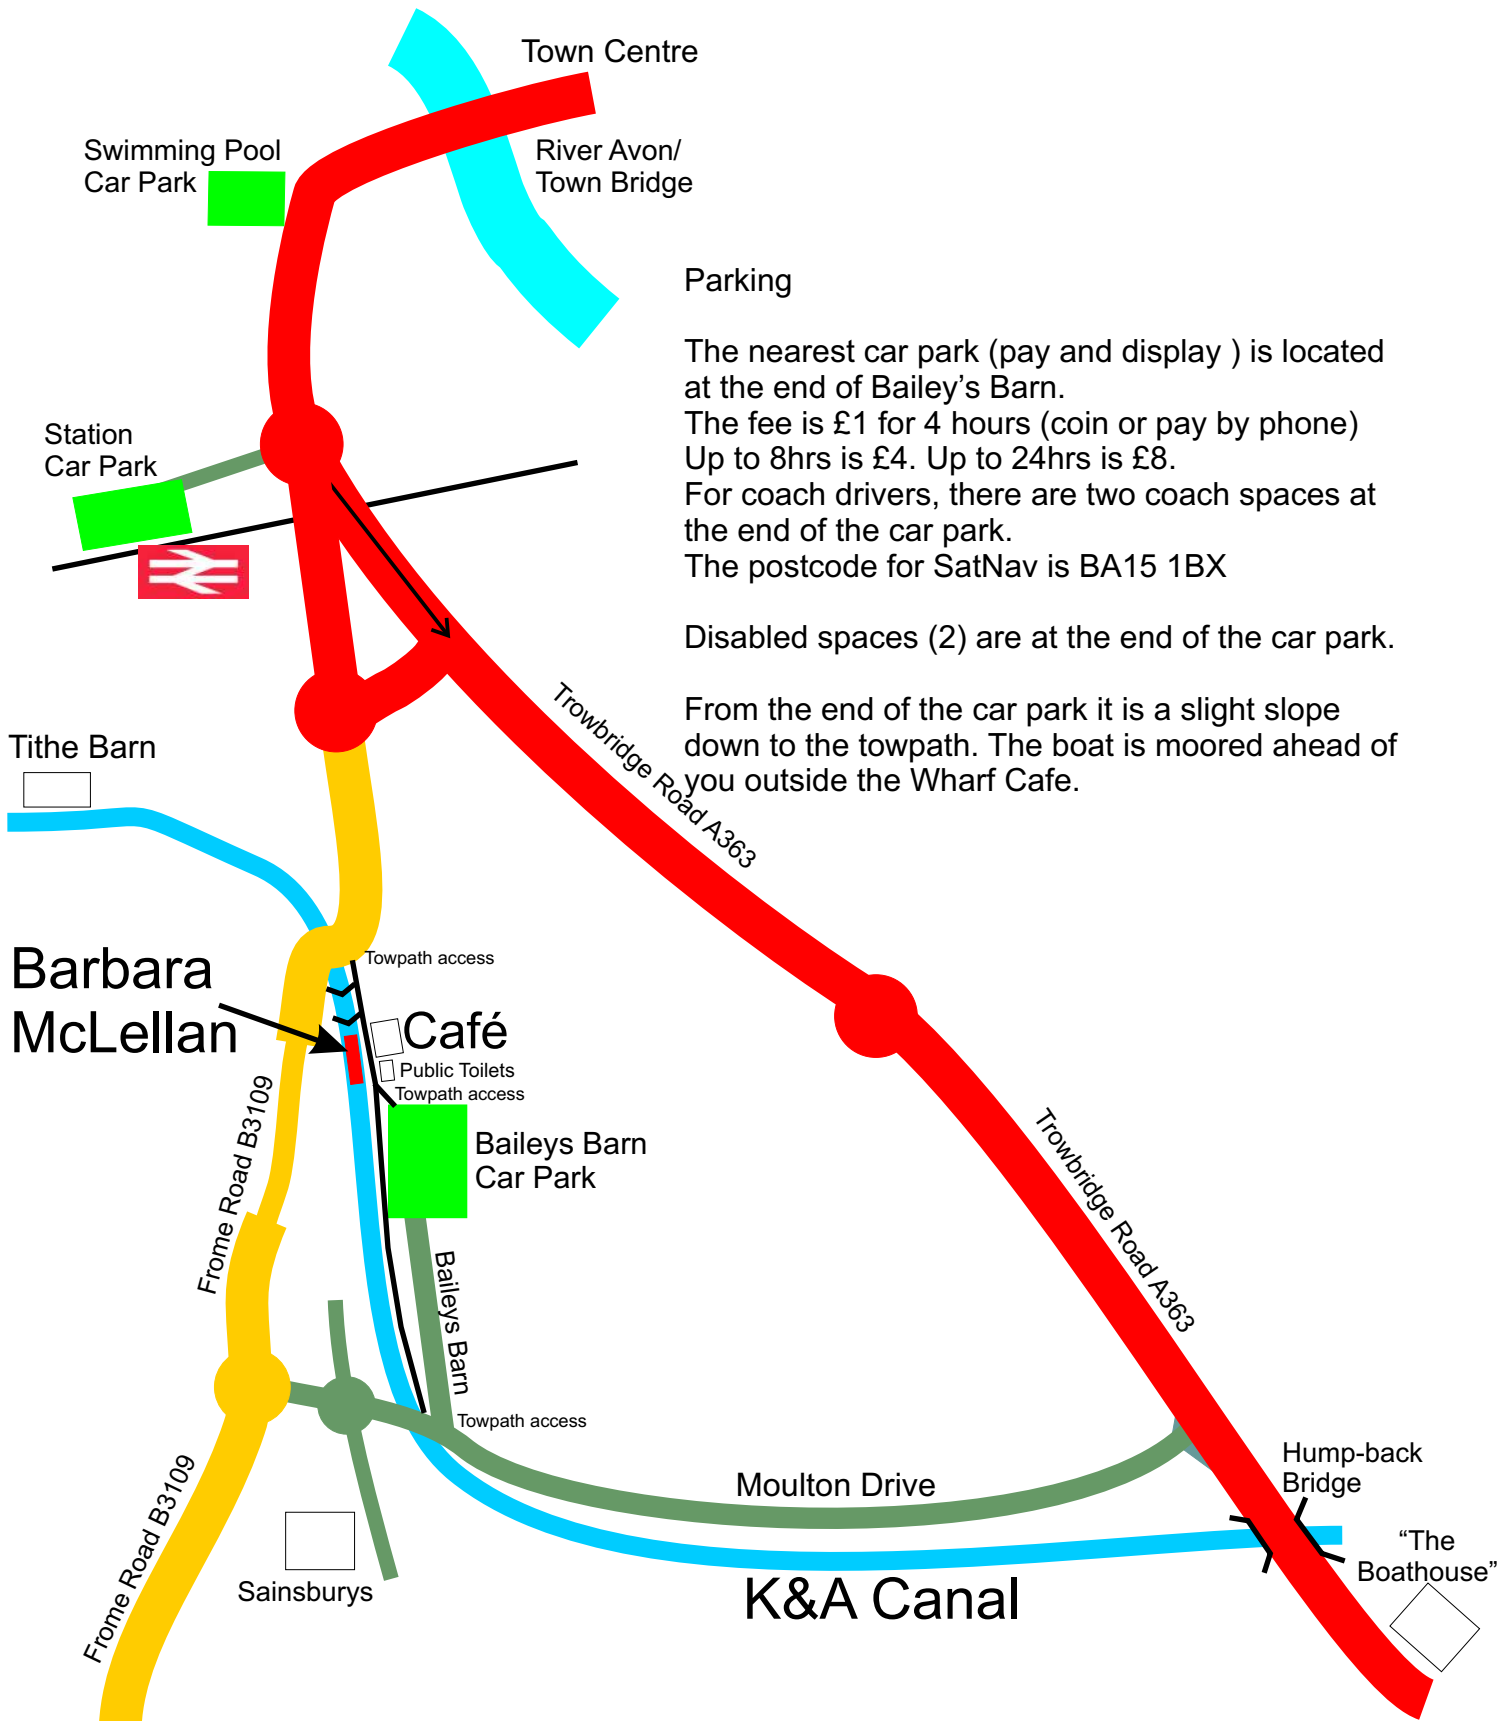 Town Centre
Swimming Pool
Car Park
River Avon/
Town Bridge
Parking
The nearest car park (pay and display ) is located
at the end of Bailey’s Barn.
The fee is £1 for 4 hours (coin or pay by phone)
Up to 8hrs is £4. Up to 24hrs is £8.
For coach drivers, there are two coach spaces at
the end of the car park.
The postcode for SatNav is BA15 1BX
Disabled spaces (2) are at the end of the car park.
From the end of the car park it is a slight slope
down to the towpath. The boat is moored ahead of
you outside the Wharf Cafe.
Station
Car Park
Trowbridge Road A363
Tithe Barn
Barbara
McLellan
Towpath access
Café
Public Toilets
Towpath access
Baileys Barn
Car Park
Frome Road B3109
Baileys Barn
Trowbridge Road A363
Towpath access
Moulton Drive
Hump-back
Bridge
“The
Boathouse”
Frome Road B3109
Sainsburys
K&A Canal